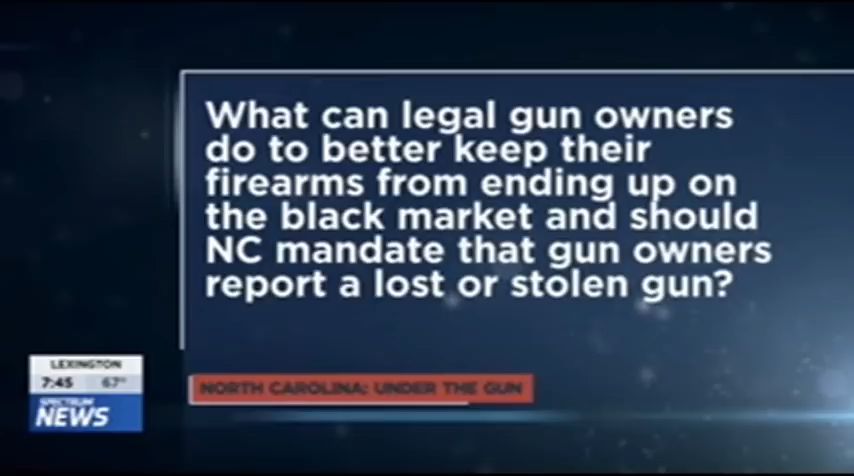 What can legal gun owners
do to better keep their
firearms from ending up on
the black market and should
NC mandate that gun owners
report a lost or stolen gun?
LEXINGTON
7:45 67°
SPECTRUM
NEWS
NORTH CAROLINA: UNDER THE GUN